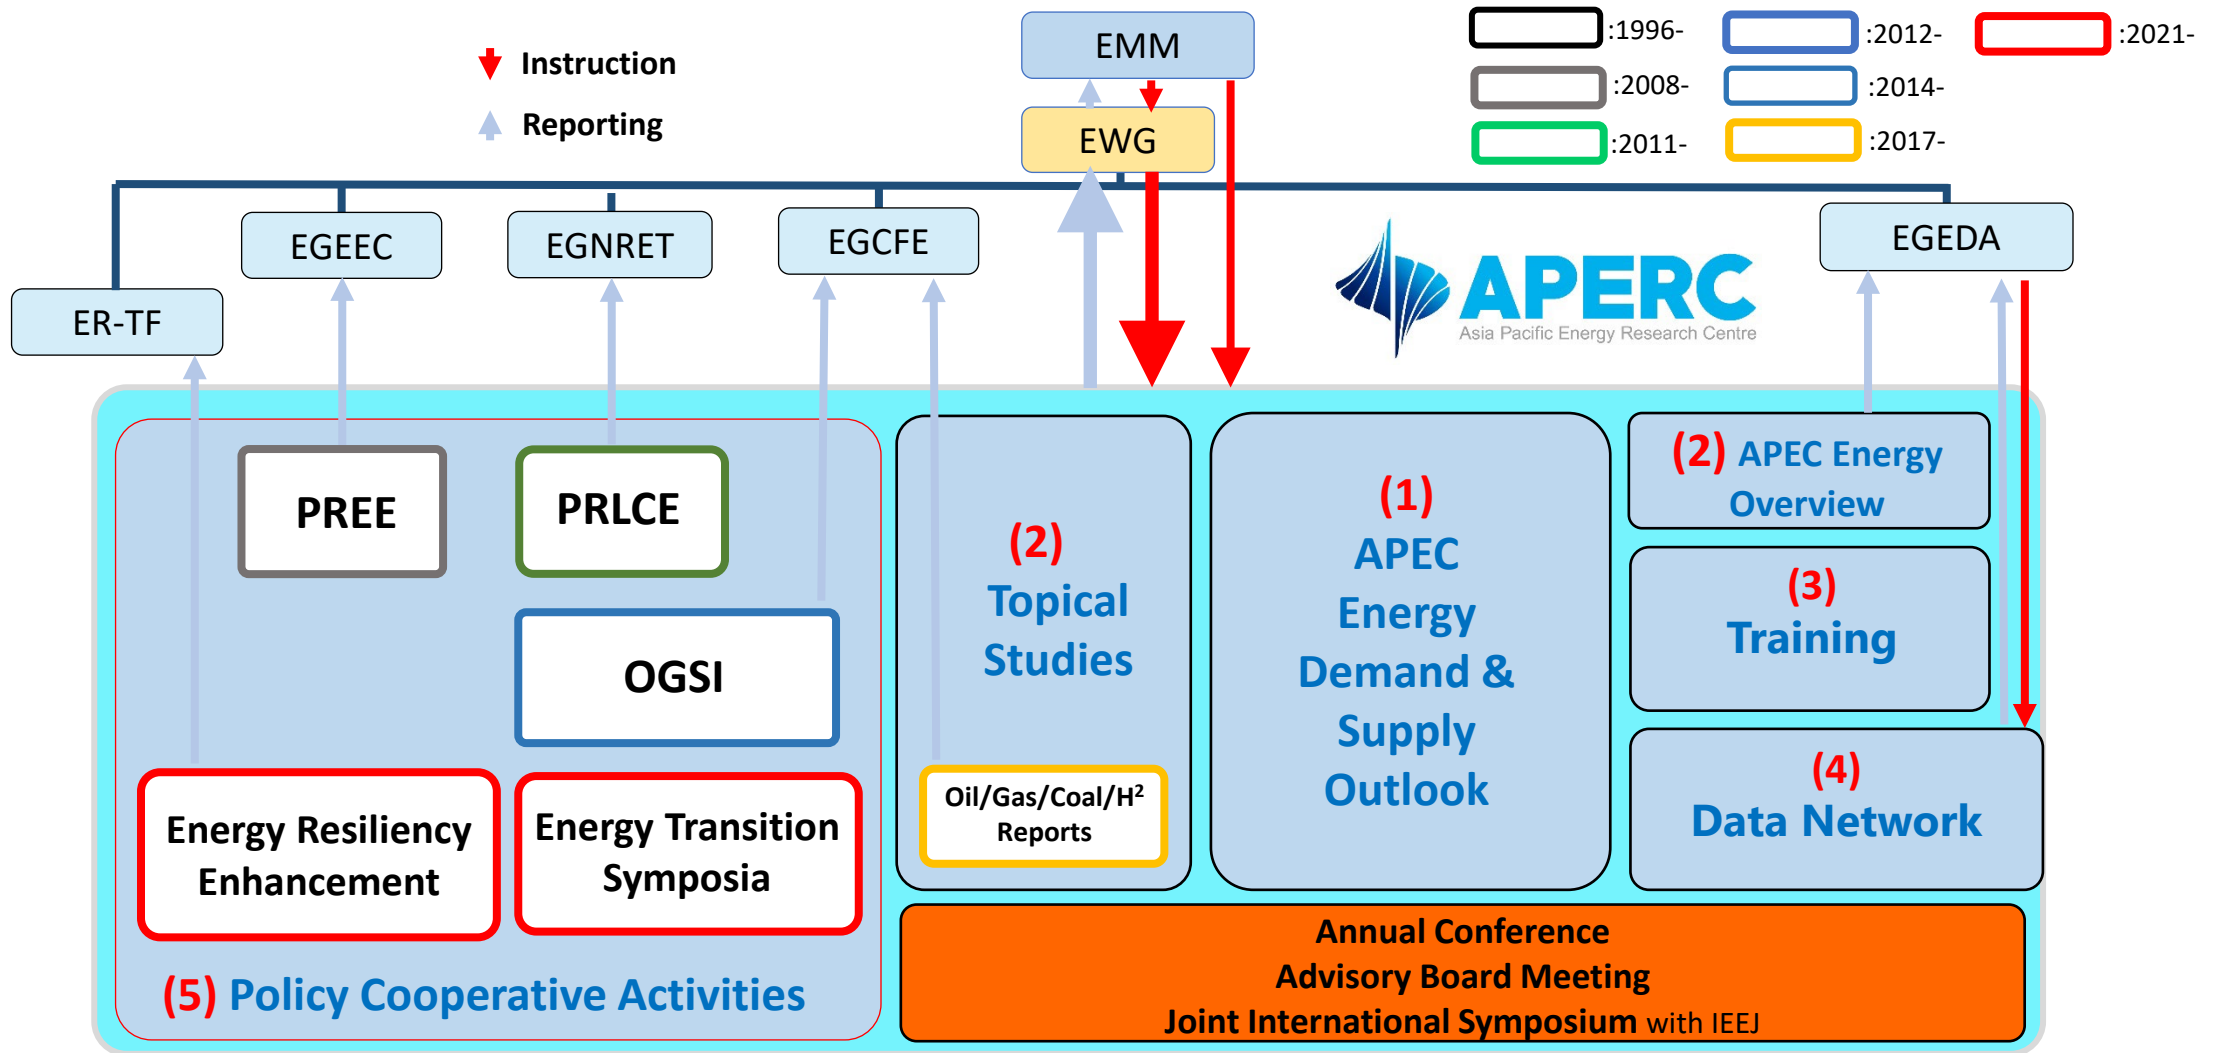 EMM
:1996-
:2012-
:2021-
Instruction
:2008-
:2014-
Reporting
EWG
:2011-
:2017-
EGEEC
EGNRET
EGCFE
EGEDA
ER-TF
APERC
Asia Pacific Energy Research Centre
PREE
PRLCE
OGSI
Energy Resiliency
Enhancement
Energy Transition
Symposia
(5) Policy Cooperative Activities
(2)
Topical
Studies
Oil/Gas/Coal/H²
Reports
(1)
APEC
Energy
Demand &
Supply
Outlook
(2) APEC Energy
Overview
(3)
Training
(4)
Data Network
Annual Conference
Advisory Board Meeting
Joint International Symposium with IEEJ